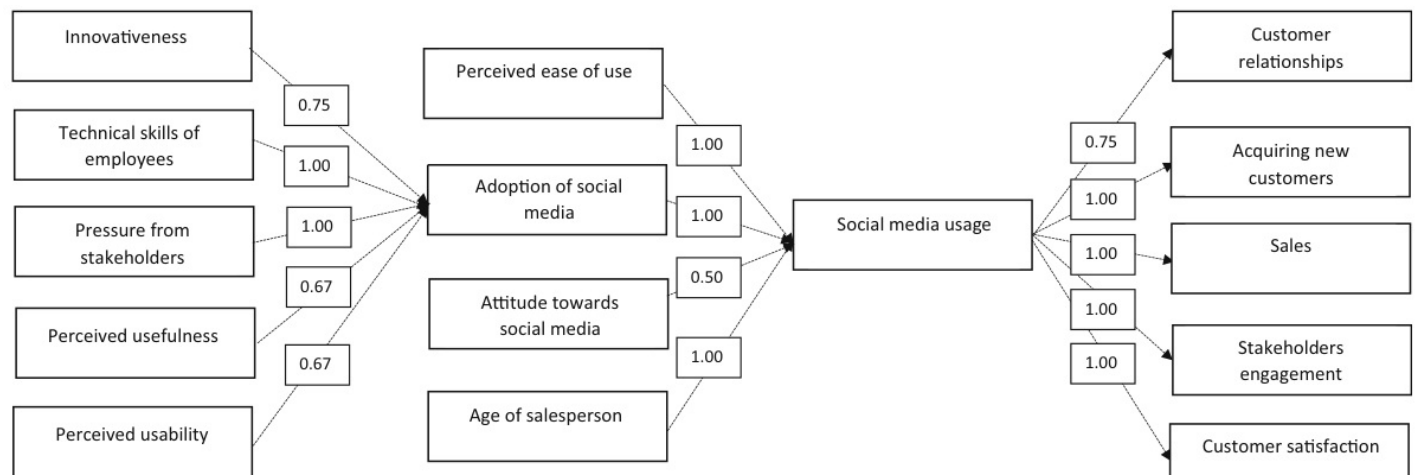 Innovativeness
Technical skills of
employees
Pressure from
stakeholders
Perceived usefulness
Perceived usability
0.75
1.00
1.00
0.67
0.67
Perceived ease of use
Adoption of social
media
Attitude towards
social media
Age of salesperson
1.00
1.00
0.50
1.00
Social media usage
0.75
1.00
1.00
1.00
1.00
Customer
relationships
Acquiring new
customers
Sales
Stakeholders
engagement
Customer satisfaction